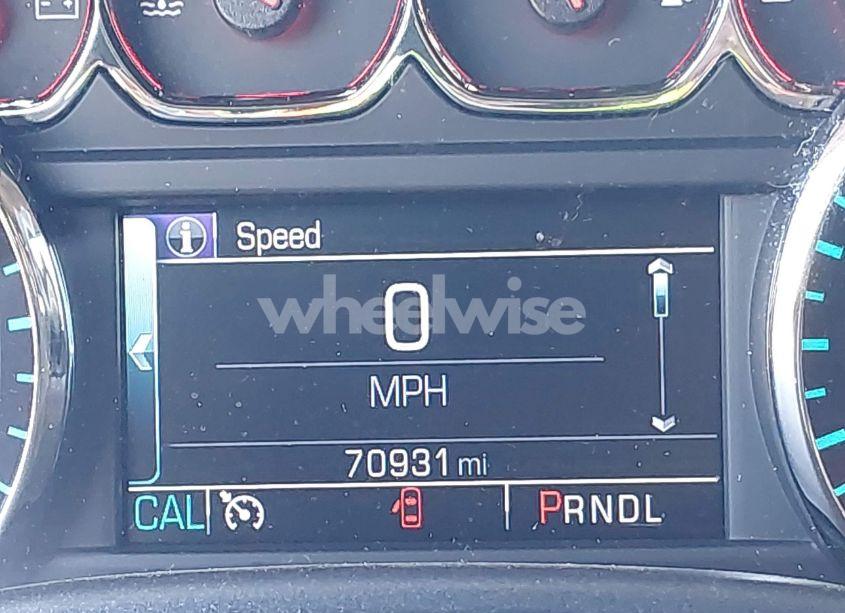 Speed
0
wheelwise
MPH
70931 mi
CAL
PRNDL